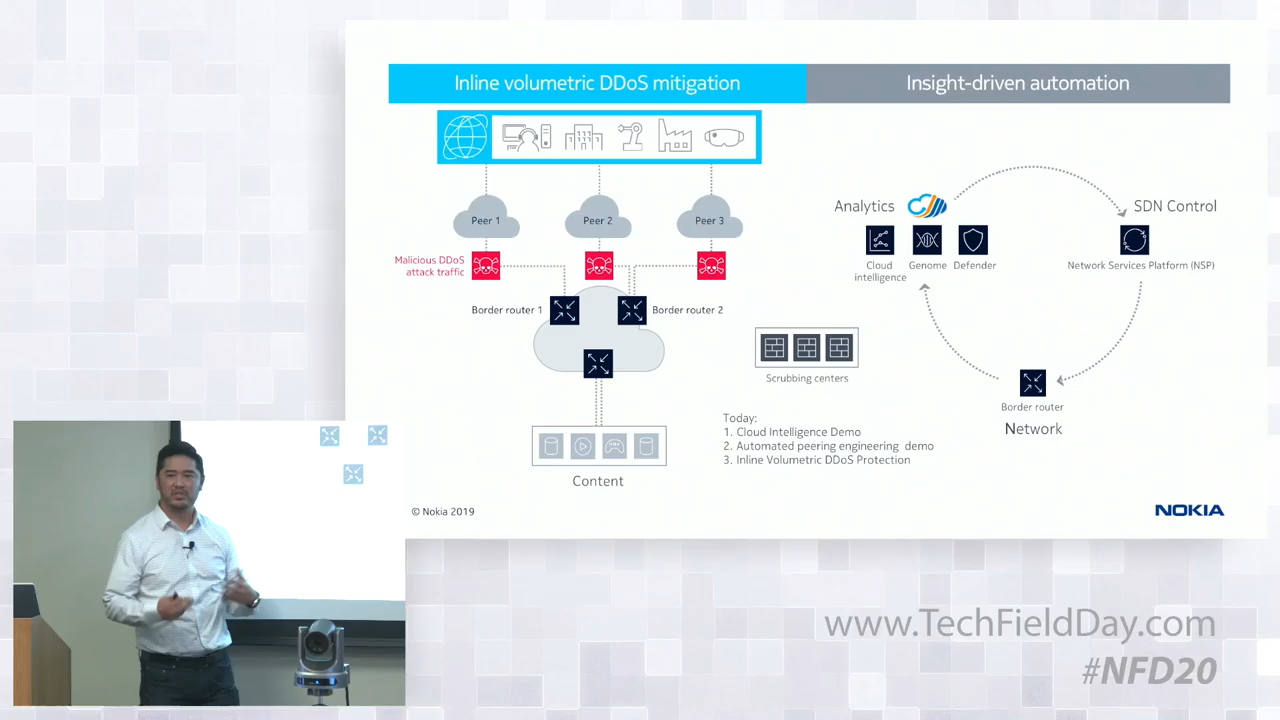 Inline volumetric DDoS mitigation
Insight-driven automation
Peer 1
Peer 2
Peer 3
Malicious DDoS
attack traffic
Border router 1
Border router 2
Content
Scrubbing centers
Today:
1. Cloud Intelligence Demo
2. Automated peering engineering demo
3. Inline Volumetric DDoS Protection
Analytics
Cloud
intelligence
Genome
Defender
SDN Control
Network Services Platform (NSP)
Border router
Network
© Nokia 2019
NOKIA
www.TechFieldDay.com
#NFD20